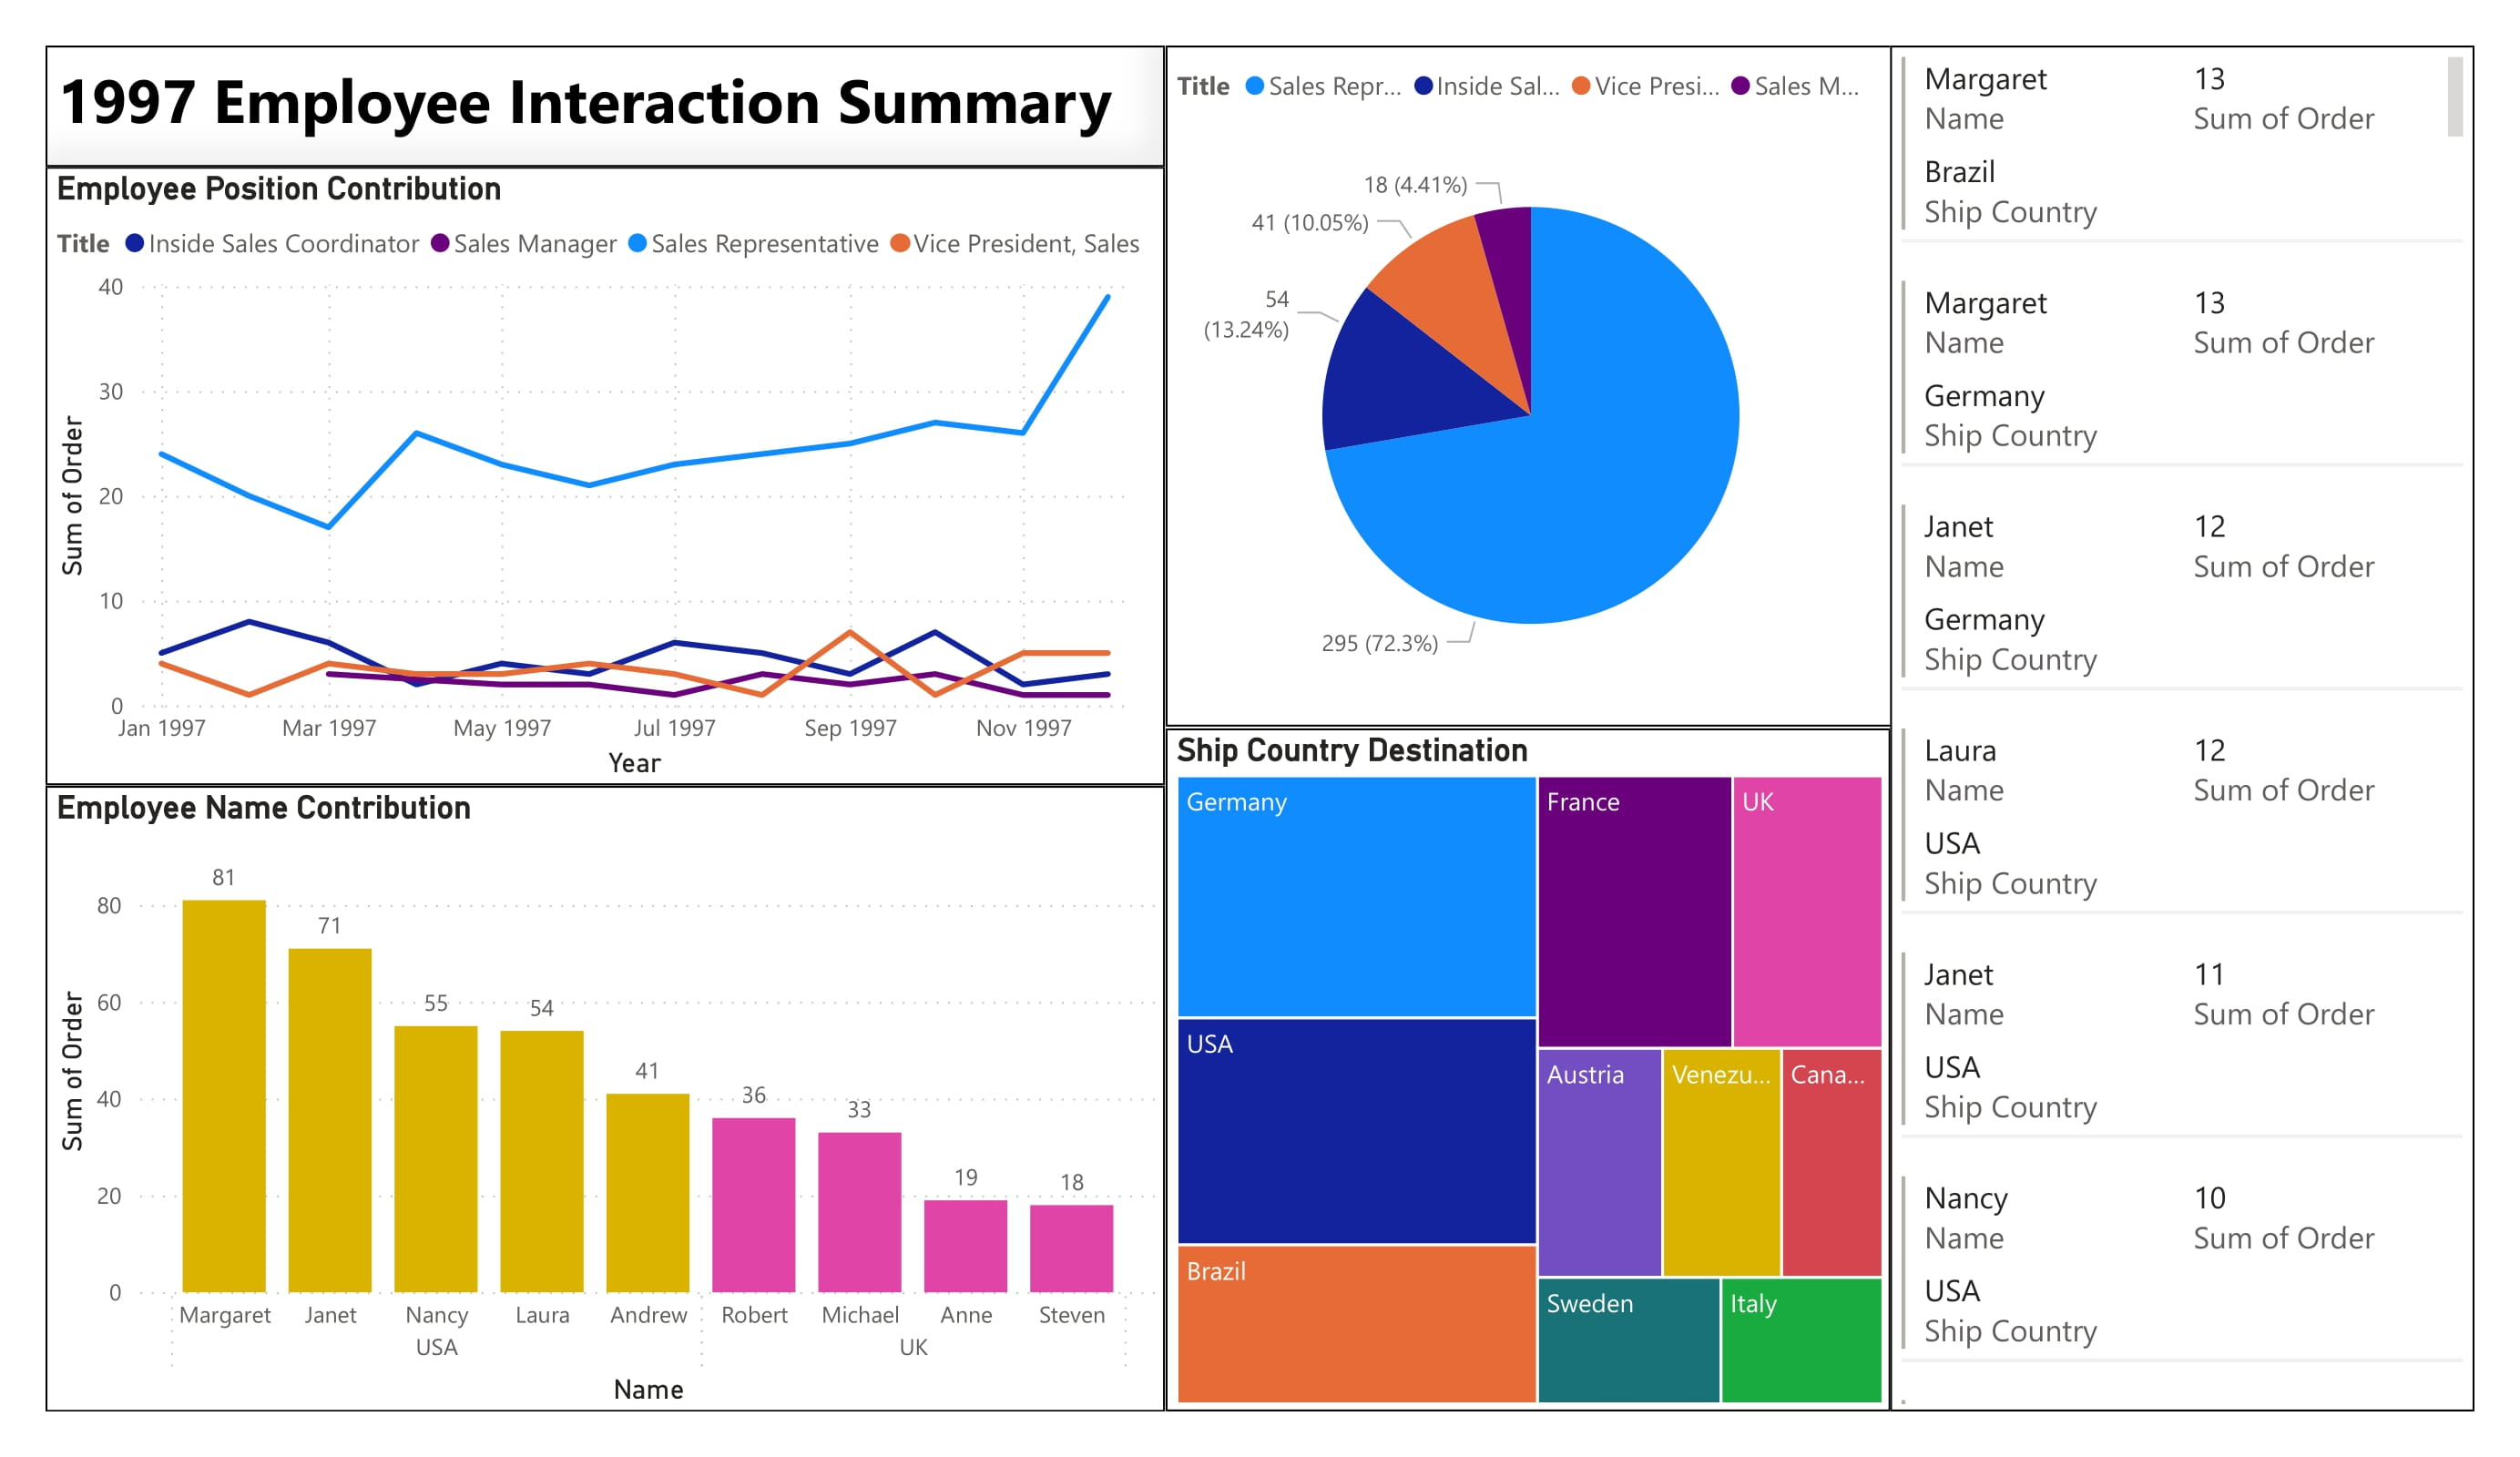 1997 Employee Interaction Summary
Employee Position Contribution
Title Inside Sales Coordinator Sales Manager Sales Representative Vice President, Sales
40
30
20
10
0
Sum of Order
Jan 1997 Mar 1997 May 1997 Jul 1997 Sep 1997 Nov 1997
Year
Employee Name Contribution
80
60
40
20
0
Sum of Order
81
71
55
54
41
36
33
19
18
Margaret Janet Nancy Laura Andrew Robert Michael Anne Steven
USA UK
Name
Title Sales Repr... Inside Sal... Vice Presi... Sales M...
18 (4.41%)
41 (10.05%)
54
(13.24%)
295 (72.3%)
Ship Country Destination
Germany
USA
Brazil
France
UK
Austria
Venezu...
Cana...
Sweden
Italy
Margaret 13
Name Sum of Order
Brazil
Ship Country
Margaret 13
Name Sum of Order
Germany
Ship Country
Janet 12
Name Sum of Order
Germany
Ship Country
Laura 12
Name Sum of Order
USA
Ship Country
Janet 11
Name Sum of Order
USA
Ship Country
Nancy 10
Name Sum of Order
USA
Ship Country